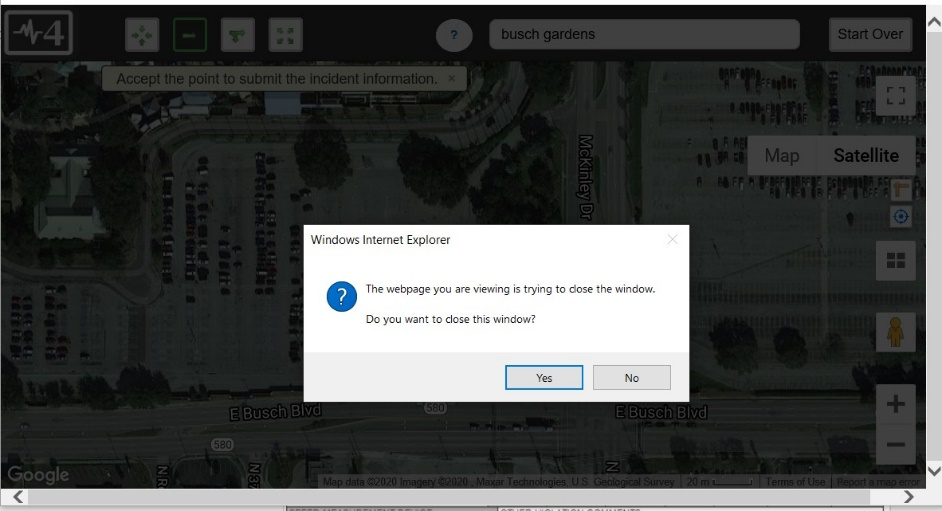 4
?
busch gardens
Start Over
Accept the point to submit the incident information. ×
Map
Satellite
McKinley Dr
Windows Internet Explorer
?
The webpage you are viewing is trying to close the window.
Do you want to close this window?
Yes
No
E Busch Blvd
580
E Busch Blvd
580
Google
Map data ©2020 Imagery ©2020 , Maxar Technologies, U.S. Geological Survey
20 m
Terms of Use
Report a map error